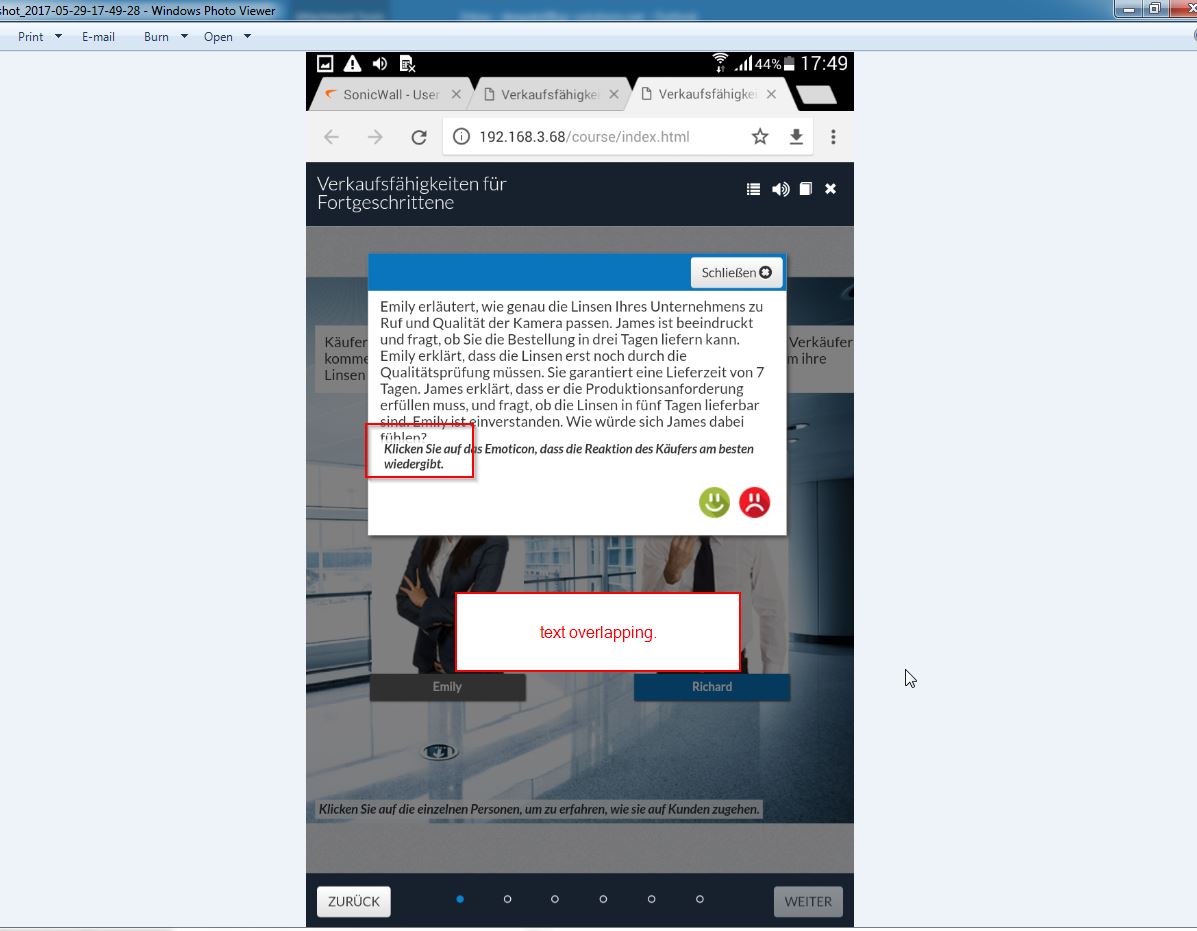 shot_2017-05-29-17-49-28 - Windows Photo Viewer
Print E-mail Burn Open
44% 17:49
SonicWall - User Verkaufsfähigkei Verkaufsfähigkei
192.168.3.68/course/index.html
Verkaufsfähigkeiten für
Fortgeschrittene
Schließen
Emily erläutert, wie genau die Linsen Ihres Unternehmens zu
Ruf und Qualität der Kamera passen. James ist beeindruckt
und fragt, ob Sie die Bestellung in drei Tagen liefern kann.
Emily erklärt, dass die Linsen erst noch durch die
Qualitätsprüfung müssen. Sie garantiert eine Lieferzeit von 7
Tagen. James erklärt, dass er die Produktionsanforderung
erfüllen muss, und fragt, ob die Linsen in fünf Tagen lieferbar
sind. Emily ist einverstanden. Wie würde sich James dabei
fühlen?
Klicken Sie auf das Emoticon, dass die Reaktion des Käufers am besten
wiedergibt.
Käufer
komme
Linsen
Verkäufer
m ihre
text overlapping.
Emily Richard
Klicken Sie auf die einzelnen Personen, um zu erfahren, wie sie auf Kunden zugehen.
ZURÜCK WEITER